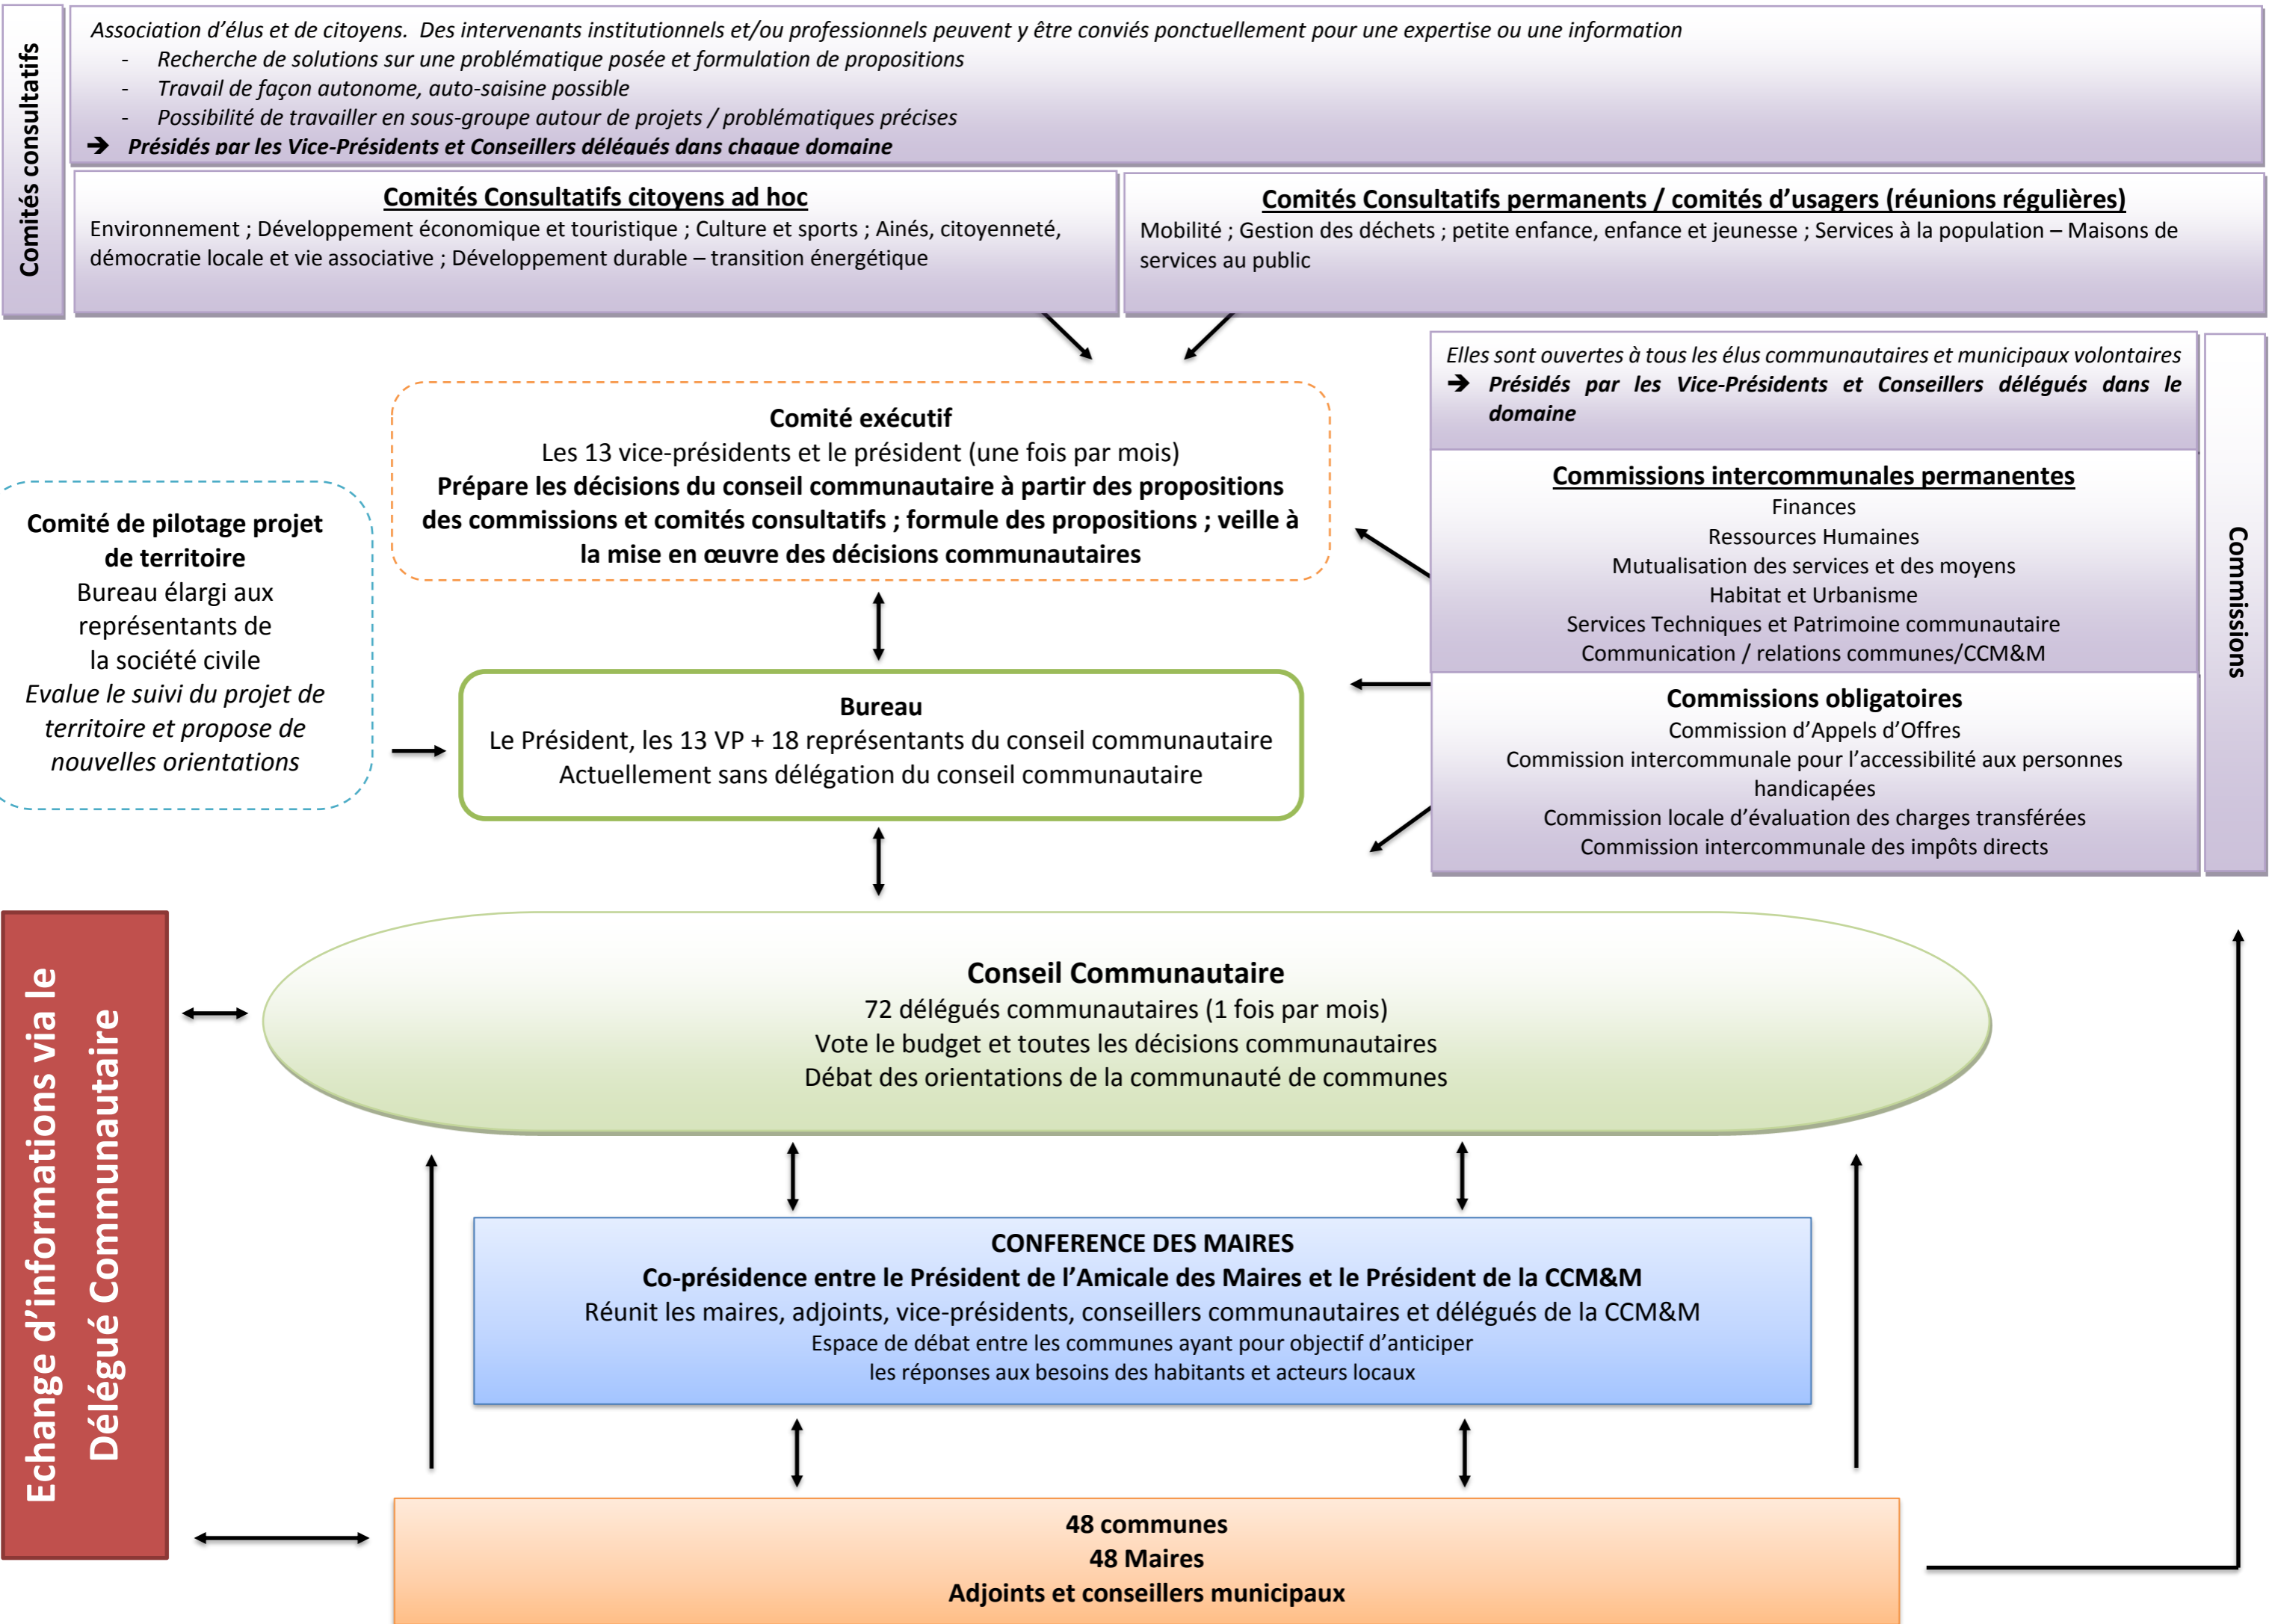 Comités consultatifs
Association d’élus et de citoyens. Des intervenants institutionnels et/ou professionnels peuvent y être conviés ponctuellement pour une expertise ou une information
- Recherche de solutions sur une problématique posée et formulation de propositions
- Travail de façon autonome, auto-saisine possible
- Possibilité de travailler en sous-groupe autour de projets / problématiques précises
➔ Présidés par les Vice-Présidents et Conseillers délégués dans chaque domaine
Comités Consultatifs citoyens ad hoc
Environnement ; Développement économique et touristique ; Culture et sports ; Ainés, citoyenneté,
démocratie locale et vie associative ; Développement durable – transition énergétique
Comités Consultatifs permanents / comités d’usagers (réunions régulières)
Mobilité ; Gestion des déchets ; petite enfance, enfance et jeunesse ; Services à la population – Maisons de
services au public
Elles sont ouvertes à tous les élus communautaires et municipaux volontaires
➔ Présidés par les Vice-Présidents et Conseillers délégués dans le
domaine
Commissions intercommunales permanentes
Finances
Ressources Humaines
Mutualisation des services et des moyens
Habitat et Urbanisme
Services Techniques et Patrimoine communautaire
Communication / relations communes/CCM&M
Commissions obligatoires
Commission d’Appels d’Offres
Commission intercommunale pour l’accessibilité aux personnes
handicapées
Commission locale d’évaluation des charges transférées
Commission intercommunale des impôts directs
Commissions
Comité exécutif
Les 13 vice-présidents et le président (une fois par mois)
Prépare les décisions du conseil communautaire à partir des propositions
des commissions et comités consultatifs ; formule des propositions ; veille à
la mise en œuvre des décisions communautaires
Comité de pilotage projet
de territoire
Bureau élargi aux
représentants de
la société civile
Evalue le suivi du projet de
territoire et propose de
nouvelles orientations
Bureau
Le Président, les 13 VP + 18 représentants du conseil communautaire
Actuellement sans délégation du conseil communautaire
Echange d’informations via le
Délégué Communautaire
Conseil Communautaire
72 délégués communautaires (1 fois par mois)
Vote le budget et toutes les décisions communautaires
Débat des orientations de la communauté de communes
CONFERENCE DES MAIRES
Co-présidence entre le Président de l’Amicale des Maires et le Président de la CCM&M
Réunit les maires, adjoints, vice-présidents, conseillers communautaires et délégués de la CCM&M
Espace de débat entre les communes ayant pour objectif d’anticiper
les réponses aux besoins des habitants et acteurs locaux
48 communes
48 Maires
Adjoints et conseillers municipaux